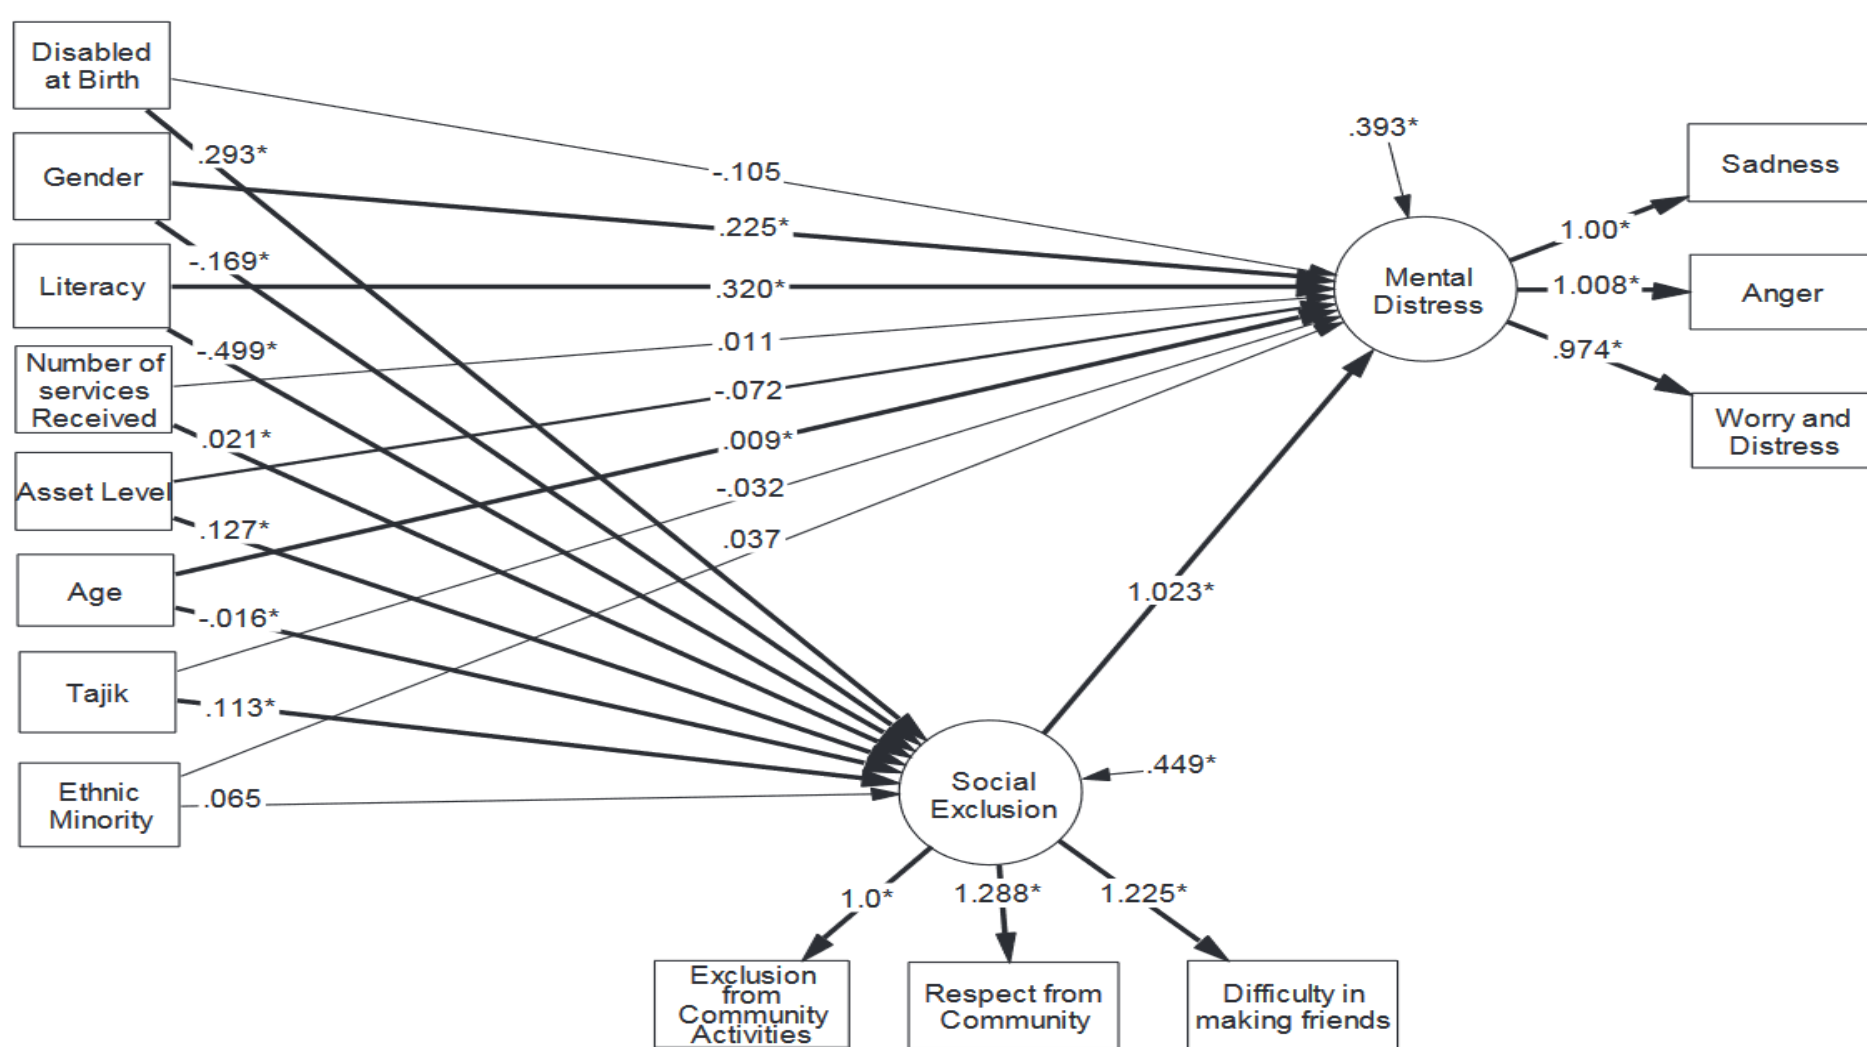 Disabled
at Birth
Gender
Literacy
Number of
services
Received
Asset Level
Age
Tajik
Ethnic
Minority
.293*
-.169*
-.499*
.021*
.127*
-.016*
.113*
.065
-.105
.225*
.320*
.011
-.072
.009*
-.032
.037
1.023*
.393*
Mental
Distress
1.00*
1.008*
.974*
Sadness
Anger
Worry and
Distress
Social
Exclusion
.449*
1.0*
1.288*
1.225*
Exclusion
from
Community
Activities
Respect from
Community
Difficulty in
making friends